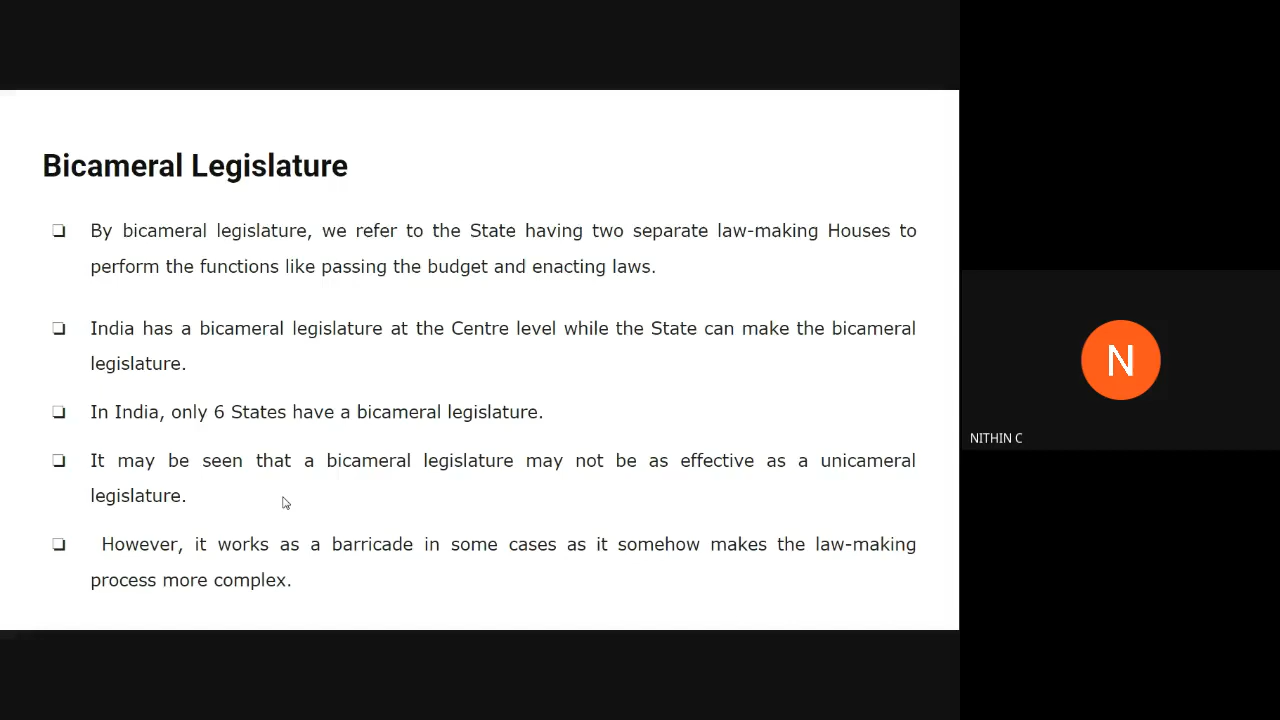 Bicameral Legislature
❑ By bicameral legislature, we refer to the State having two separate law-making Houses to
perform the functions like passing the budget and enacting laws.
❑ India has a bicameral legislature at the Centre level while the State can make the bicameral
legislature.
❑ In India, only 6 States have a bicameral legislature.
❑ It may be seen that a bicameral legislature may not be as effective as a unicameral
legislature.
❑ However, it works as a barricade in some cases as it somehow makes the law-making
process more complex.
N
NITHIN C